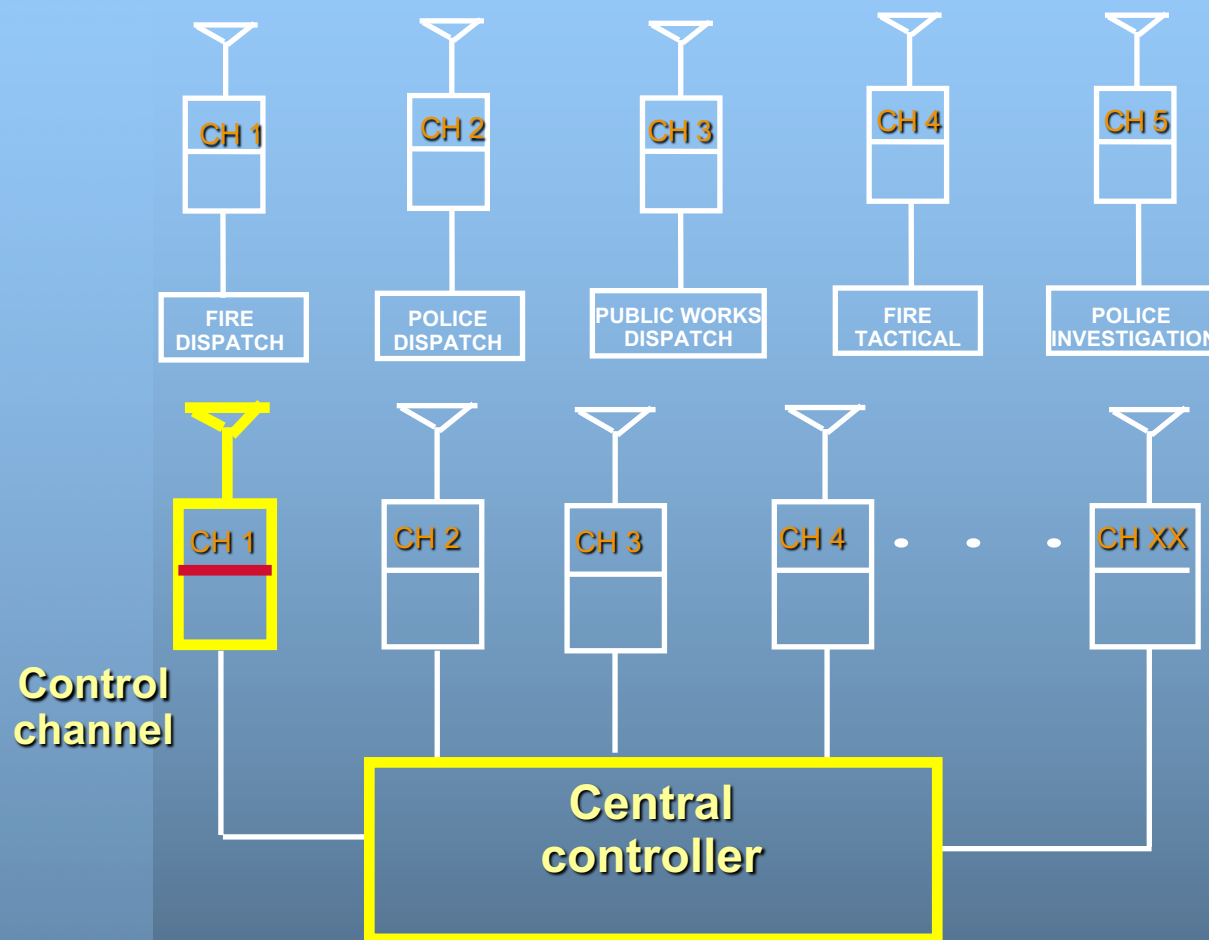 CH 1
CH 2
CH 3
CH 4
CH 5
FIRE
DISPATCH
POLICE
DISPATCH
PUBLIC WORKS
DISPATCH
FIRE
TACTICAL
POLICE
INVESTIGATION
CH 1
CH 2
CH 3
CH 4
CH XX
Control
channel
Central
controller